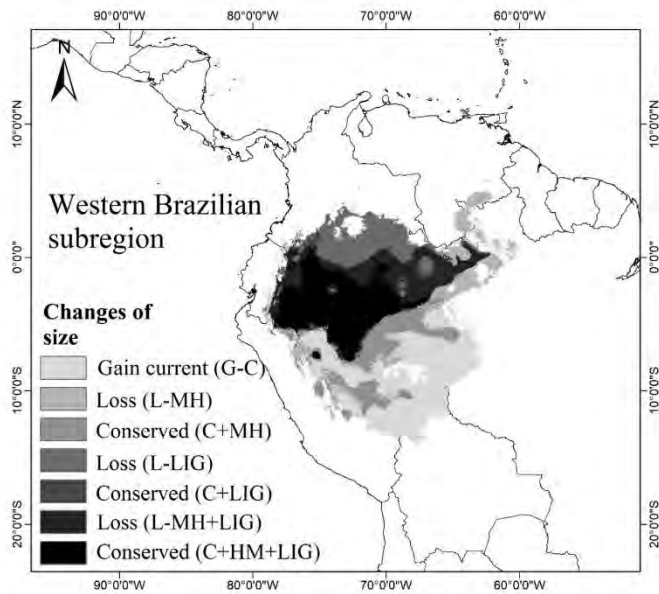 90°0'0"W 80°0'0"W 70°0'0"W 60°0'0"W
N
10°0'0"N 10°0'0"N
Western Brazilian
subregion
0°0'0" 0°0'0"
Changes of
size
Gain current (G-C)
Loss (L-MH)
Conserved (C+MH)
Loss (L-LIG)
Conserved (C+LIG)
Loss (L-MH+LIG)
Conserved (C+HM+LIG)
10°0'0"S 10°0'0"S
20°0'0"S 20°0'0"S
90°0'0"W 80°0'0"W 70°0'0"W 60°0'0"W